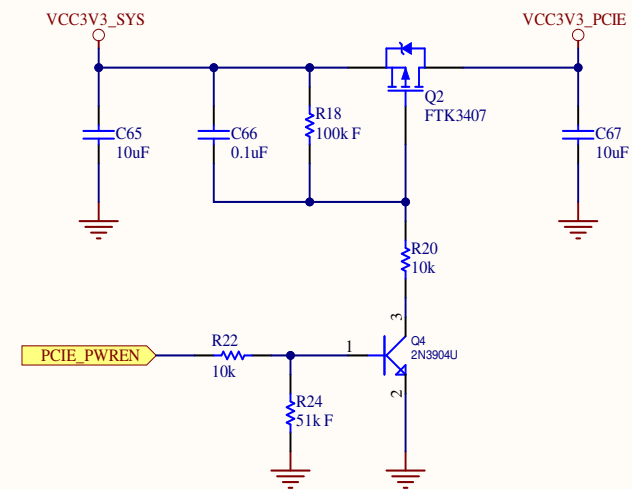 VCC3V3_SYS
VCC3V3_PCIE
Q2
FTK3407
R18
100k F
C65
10uF
C66
0.1uF
C67
10uF
R20
10k
3
Q4
2N3904U
PCIE_PWREN
R22
10k
1
2
R24
51k F